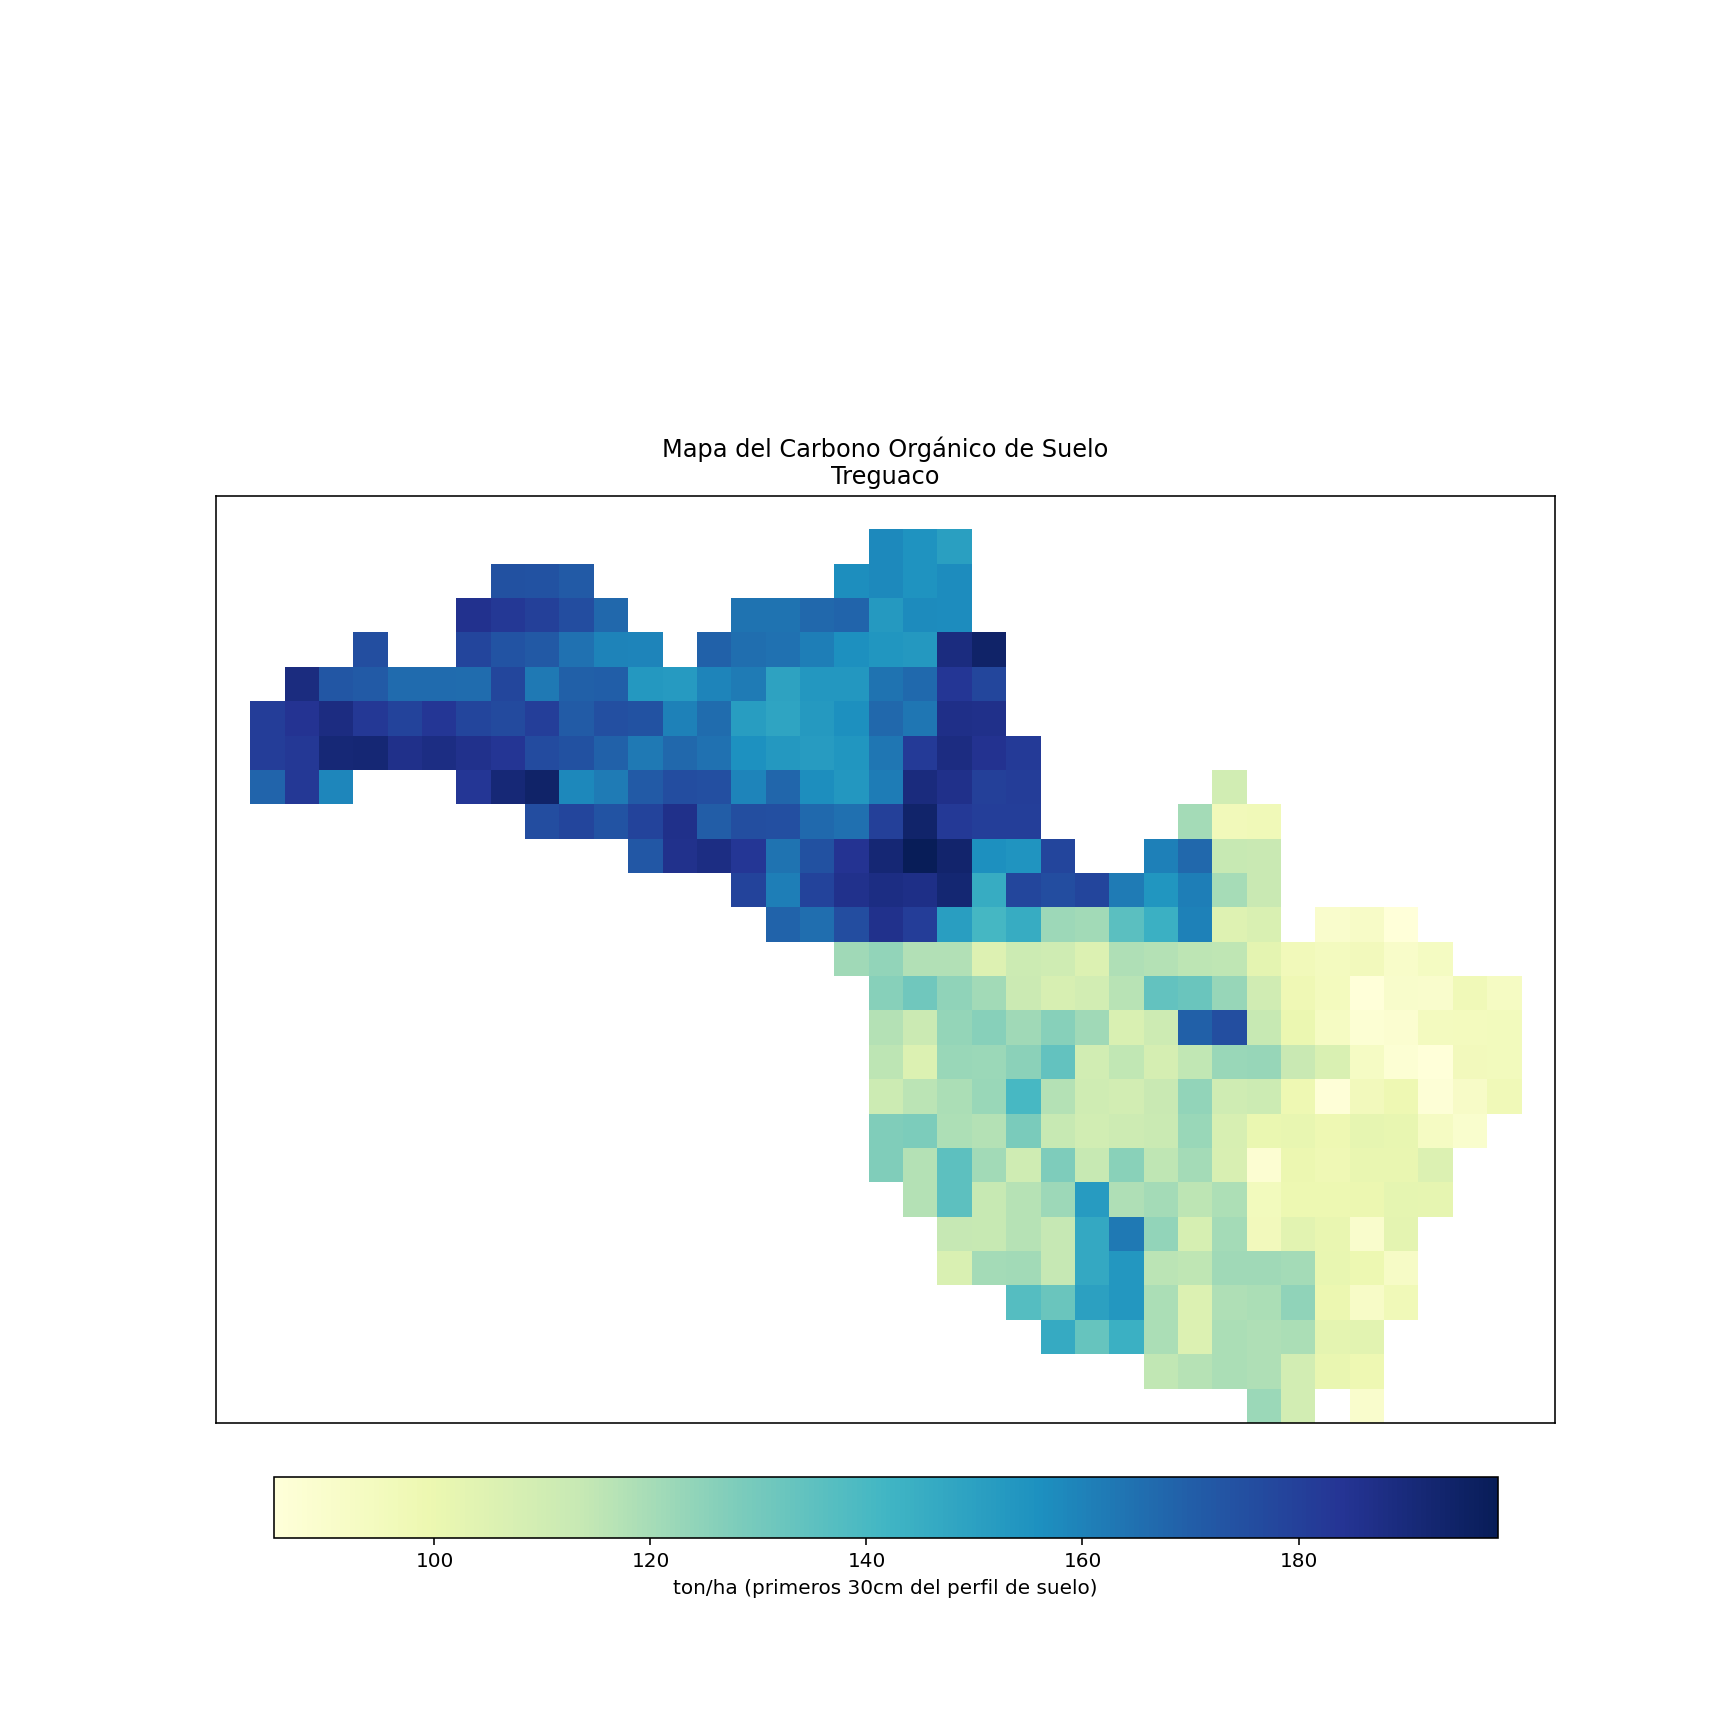 Mapa del Carbono Orgánico de Suelo
Treguaco
100 120 140 160 180
ton/ha (primeros 30cm del perfil de suelo)